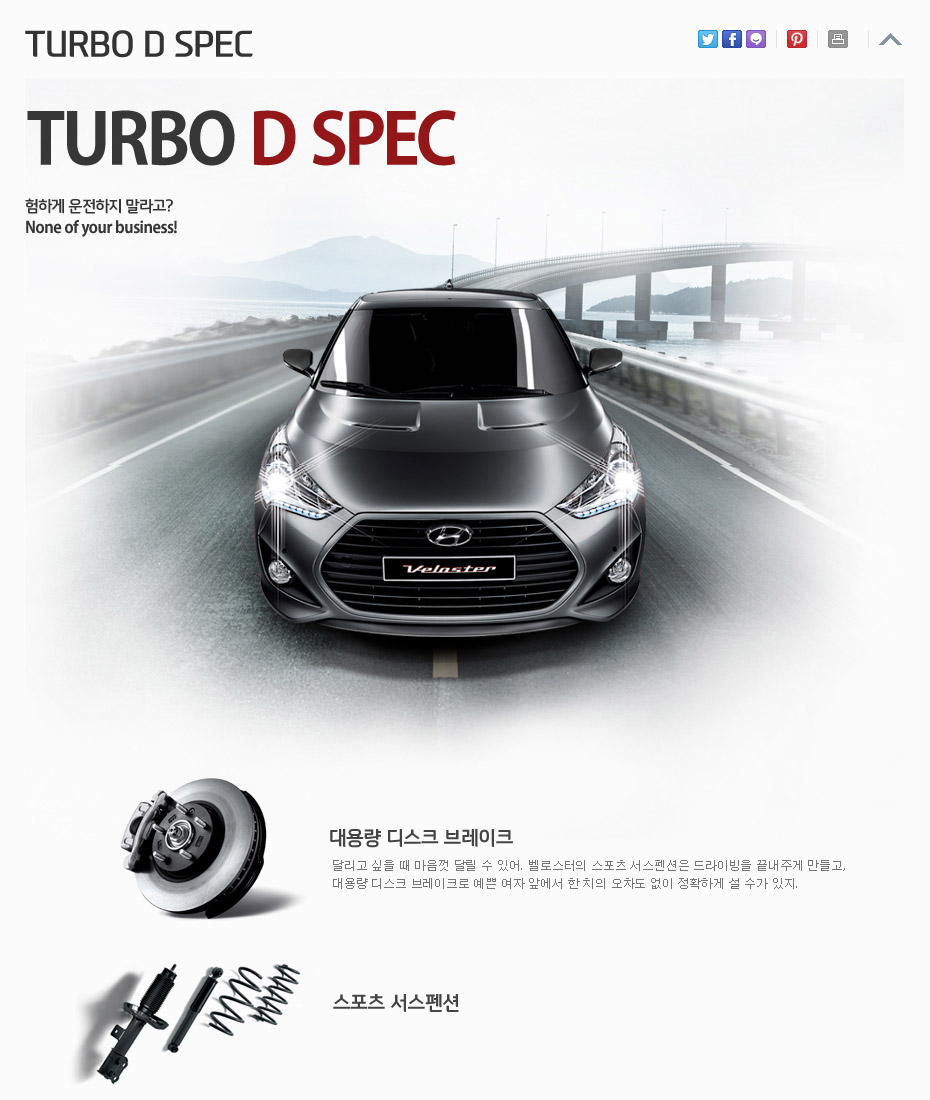 TURBO D SPEC
TURBO D SPEC
험하게 운전하지 말라고?
None of your business!
Veloster
대용량 디스크 브레이크
달리고 싶을 때 마음껏 달릴 수 있어. 벨로스터의 스포츠 서스펜션은 드라이빙을 끝내주게 만들고,
대용량 디스크 브레이크로 예쁜 여자 앞에서 한 치의 오차도 없이 정확하게 설 수가 있지.
스포츠 서스펜션